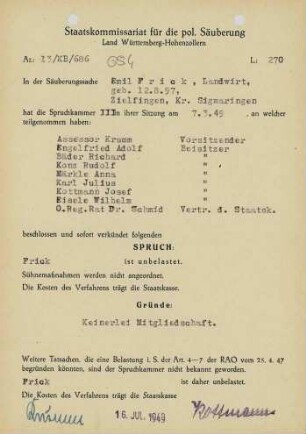 Staatskommissariat für die pol. Säuberung
Land Württemberg-Hohenzollern
Az: 13/KB/686 OS4 L: 270
In der Säuberungssache Emil Frick, Landwirt,
geb. 12.8.97,
Zielfingen, Kr. Sigmaringen
hat die Spruchkammer III in ihrer Sitzung am 7.3.49, an welcher
teilgenommen haben:
Assessor Krumm Vorsitzender
Engelfried Adolf Beisitzer
Bäder Richard "
Konz Rudolf "
Märkle Anna "
Karl Julius "
Kottmann Josef "
Eisele Wilhelm "
O.Reg.Rat Dr. Schmid Vertr. d. Staatsk.
beschlossen und sofort verkündet folgenden
SPRUCH:
Frick ist unbelastet.
Sühnemaßnahmen werden nicht angeordnet.
Die Kosten des Verfahrens trägt die Staatskasse.
Gründe:
Keinerlei Mitgliedschaft.
Weitere Tatsachen, die eine Belastung i. S. der Art. 4—7 der RAO vom 25. 4. 47
begründen könnten, sind der Spruchkammer nicht bekannt geworden.
Frick ist daher unbelastet.
Die Kosten des Verfahrens trägt die Staatskasse
Krumm 16. JUL. 1949 Kottmann